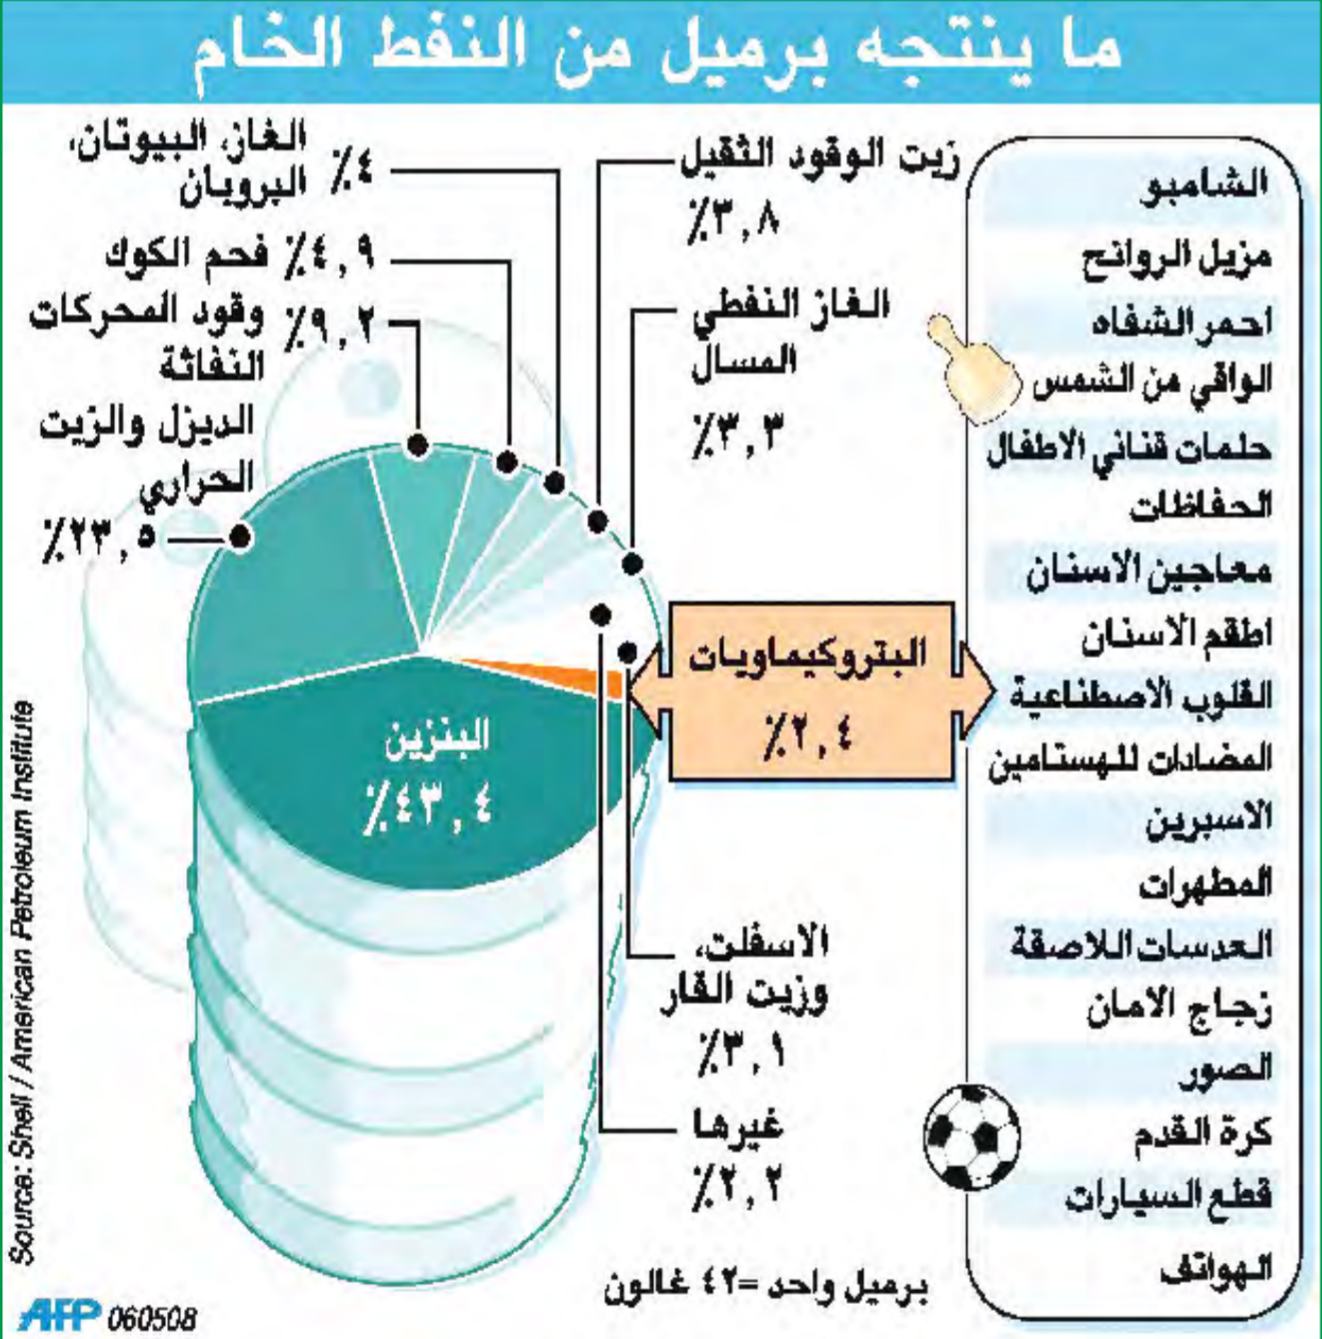 ما ينتجه برميل من النفط الخام
زيت الوقود الثقيل
٪٣,٨
الغاز النفطي
المسال
٪٣,٣
٪٤ الغاز، البيوتان،
البروبان
٪٤,٩ فحم الكوك
٪٩,٢ وقود المحركات
النفاثة
الديزل والزيت
الحراري
٪٢٣,٥
البنزين
٪٤٣,٤
البتروكيماويات
٪٢,٤
الاسفلت،
وزيت القار
٪٣,١
غيرها
٪٢,٢
برميل واحد =٤٢ غالون
الشامبو
مزيل الروائح
احمر الشفاه
الواقي من الشمس
حلمات قناني الاطفال
الحفاظات
معاجين الاسنان
اطقم الاسنان
القلوب الاصطناعية
المضادات للهستامين
الاسبرين
المطهرات
العدسات اللاصقة
زجاج الامان
الصور
كرة القدم
قطع السيارات
الهواتف
Source: Shell / American Petroleum Institute
AFP 060508